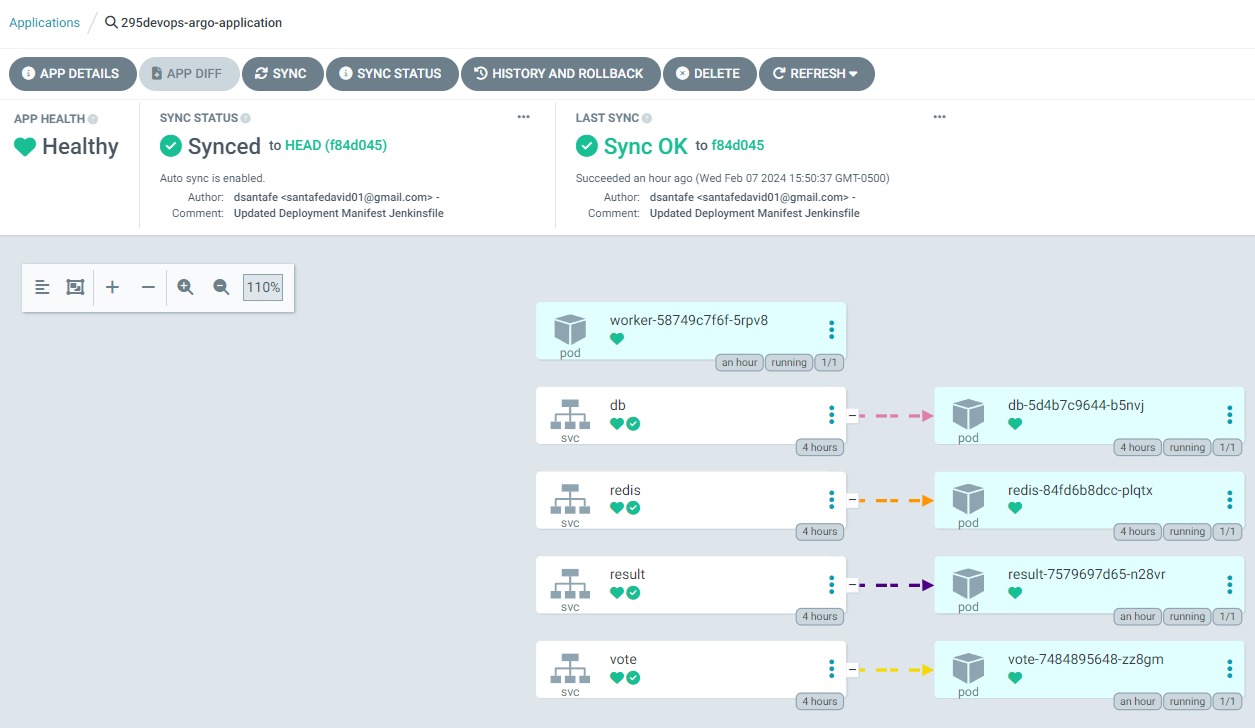 Applications / 295devops-argo-application
APP DETAILS APP DIFF SYNC SYNC STATUS HISTORY AND ROLLBACK DELETE REFRESH
APP HEALTH
Healthy
SYNC STATUS
Synced to HEAD (f84d045)
Auto sync is enabled.
Author: dsantafe <santafedavid01@gmail.com> -
Comment: Updated Deployment Manifest Jenkinsfile
LAST SYNC
Sync OK to f84d045
Succeeded an hour ago (Wed Feb 07 2024 15:50:37 GMT-0500)
Author: dsantafe <santafedavid01@gmail.com> -
Comment: Updated Deployment Manifest Jenkinsfile
110%
worker-58749c7f6f-5rpv8
pod
an hour running 1/1
db
svc
4 hours
db-5d4b7c9644-b5nvj
pod
4 hours running 1/1
redis
svc
4 hours
redis-84fd6b8dcc-plqtx
pod
4 hours running 1/1
result
svc
4 hours
result-7579697d65-n28vr
pod
an hour running 1/1
vote
svc
4 hours
vote-7484895648-zz8gm
pod
an hour running 1/1